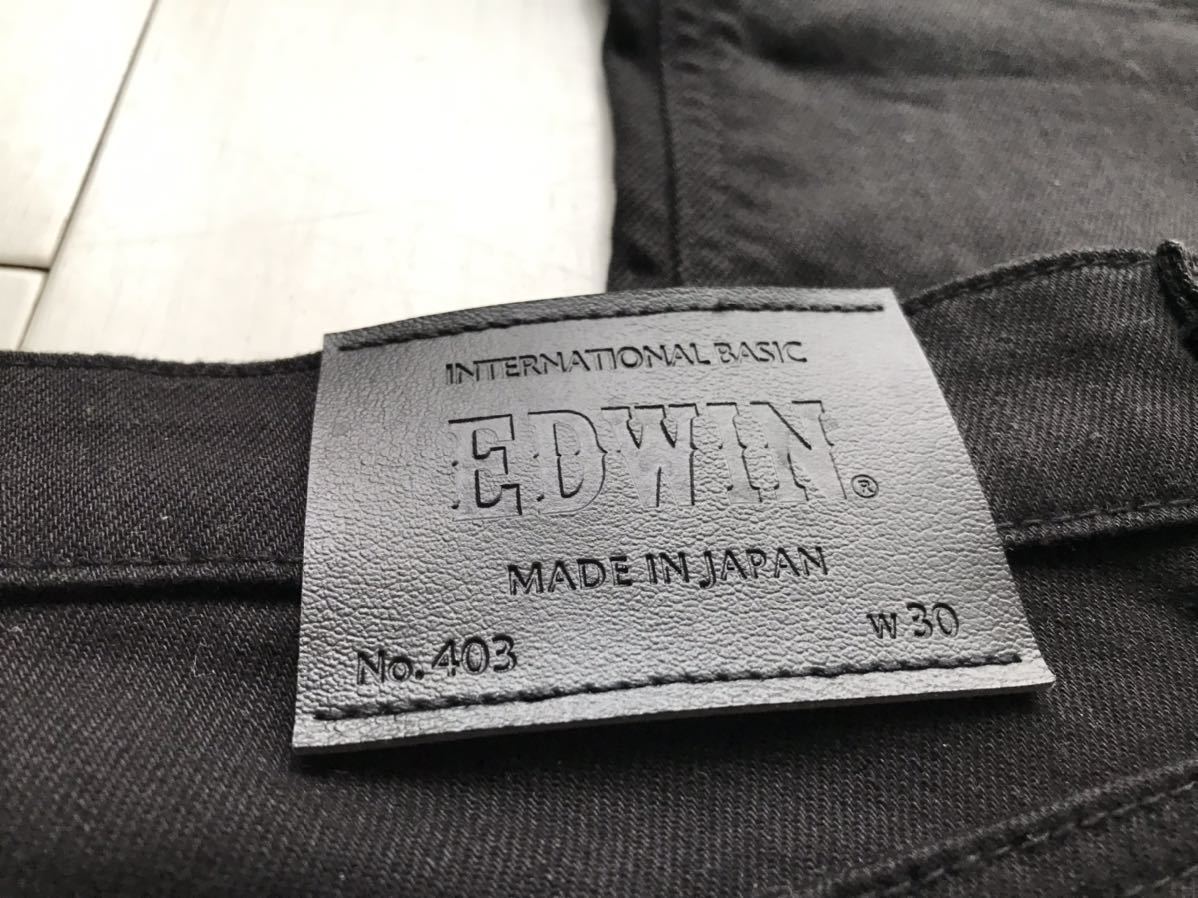 INTERNATIONAL BASIC
EDWIN®
MADE IN JAPAN
No. 403 W 30